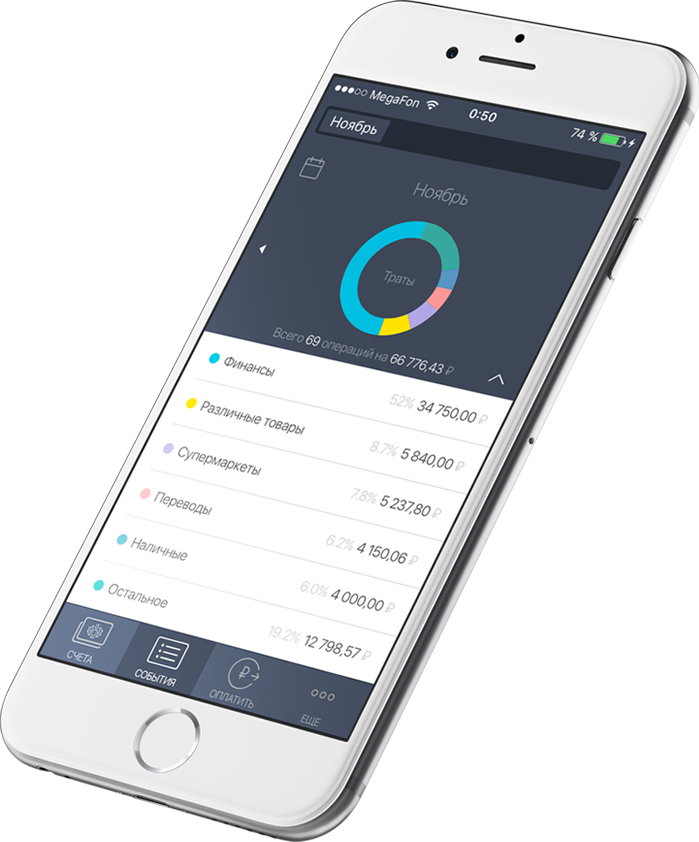 MegaFon 0:50 74 %
Ноябрь
Ноябрь
Траты
Всего 69 операций на 66 776,43 ₽
Финансы 52% 34 750,00 ₽
Различные товары 8.7% 5 840,00 ₽
Супермаркеты 7.8% 5 237,80 ₽
Переводы 6.2% 4 150,06 ₽
Наличные 6.0% 4 000,00 ₽
Остальное 19.2% 12 798,57 ₽
СЧЕТА СОБЫТИЯ ОПЛАТИТЬ ЕЩЕ